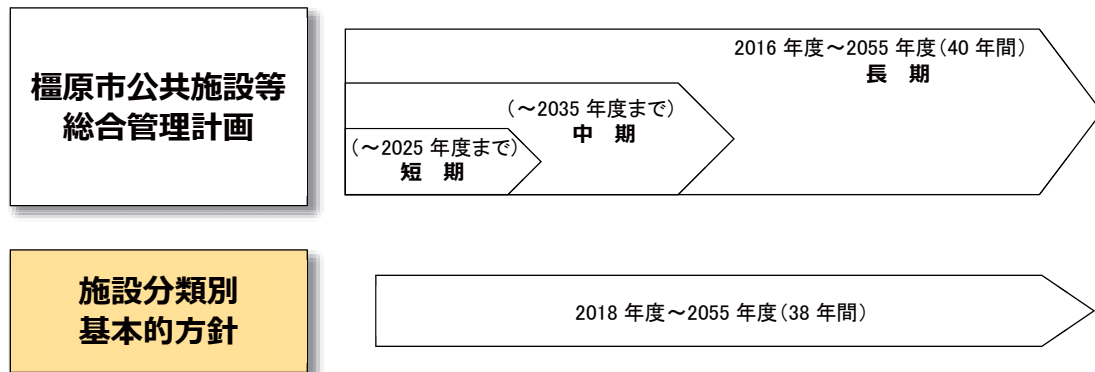 橿原市公共施設等
総合管理計画
2016 年度～2055 年度(40 年間)
長 期
(～2035 年度まで)
中 期
(～2025 年度まで)
短 期
施設分類別
基本的方針
2018 年度～2055 年度(38 年間)